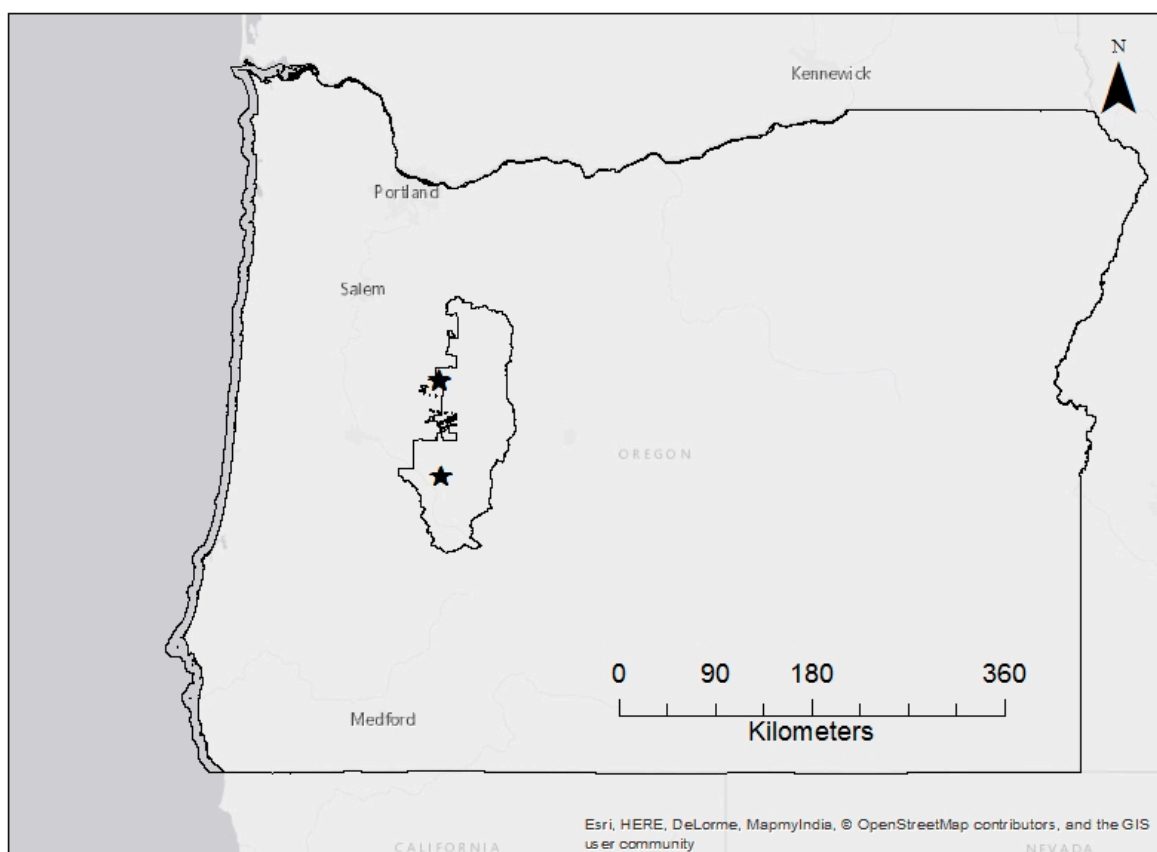 N
Kennewick
Portland
Salem
OREGON
0 90 180 360
Kilometers
Medford
Esri, HERE, DeLorme, MapmyIndia, © OpenStreetMap contributors, and the GIS
user community
CALIFORNIA
NEVADA